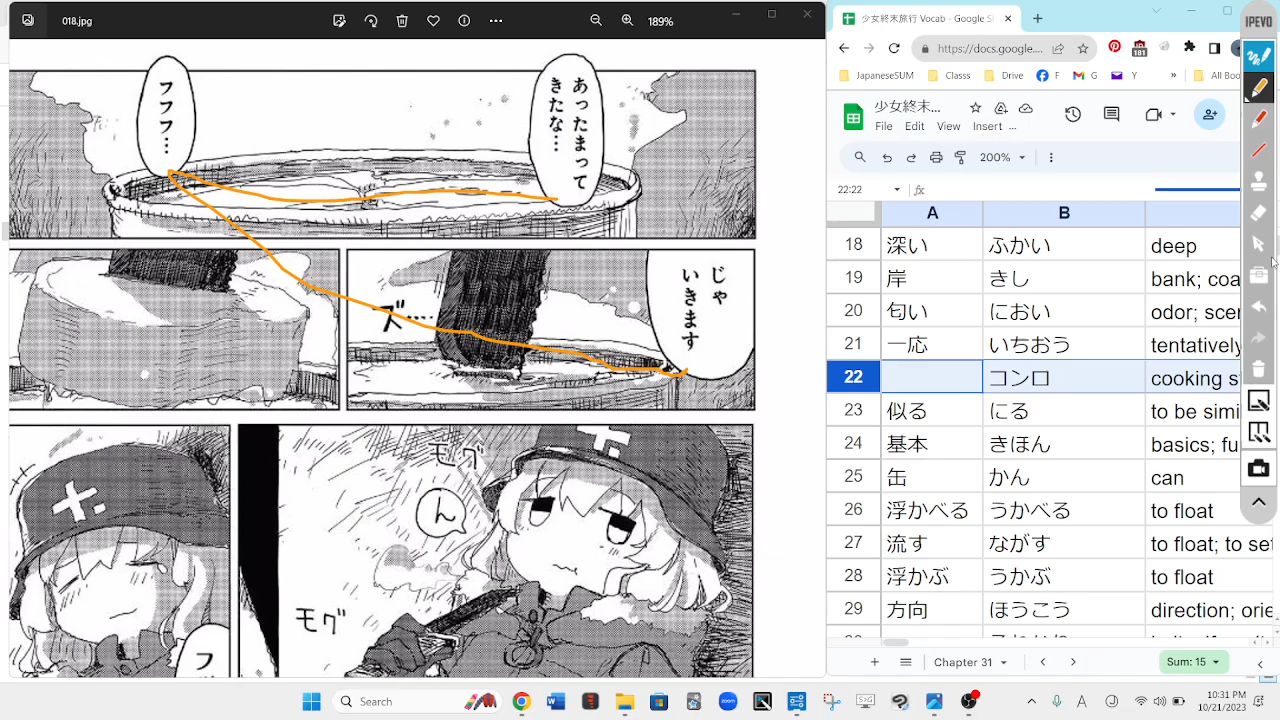 018.jpg
189%
あったまって
きたな…
フフフ…
じゃ
いきます
ズ……
モグ
ん
モグ
フ
少女終末旅行 Vocab - Google S
https://docs.google.
181
JapaneseSUM
Classs
Drive
F
G
Y
»
All Boo
少女終末...
File
Edit
View
Insert
200%
22:22
fx
A
B
18 深い ふかい deep
19 岸 きし bank; coa
20 匂い におい odor; scen
21 一応 いちおう tentatively
22 コンロ cooking s
23 似る にる to be simi
24 基本 きほん basics; fu
25 缶 かん can
26 浮かべる うかべる to float
27 流す ながす to float; to se
28 浮かぶ うかぶ to float
29 方向 ほうこう direction; orie
Chapter 31
Sum: 15
IPEVO
Search
zoom
A
10:31 PM
10/21/2023